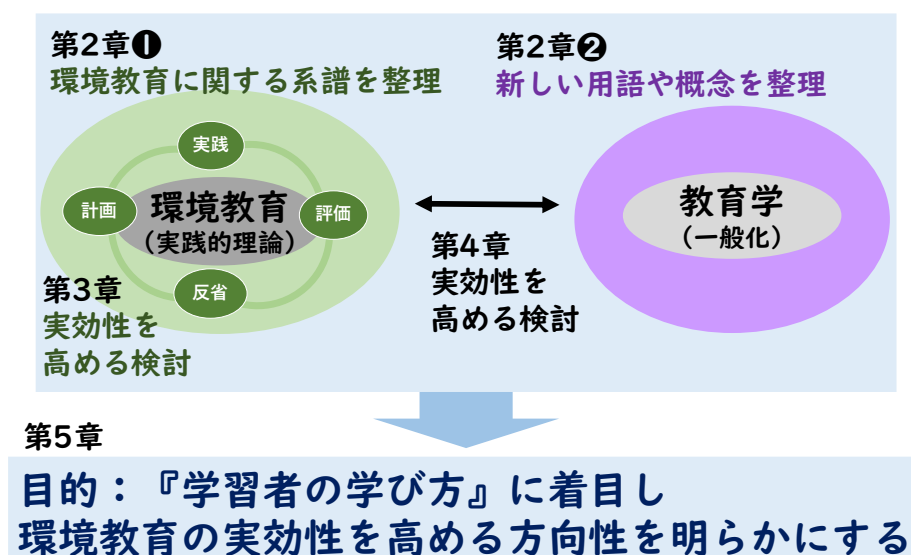 第2章❶
環境教育に関する系譜を整理
第2章❷
新しい用語や概念を整理
実践
計画
環境教育
(実践的理論)
評価
反省
第3章
実効性を
高める検討
第4章
実効性を
高める検討
教育学
(一般化)
第5章
目的：『学習者の学び方』に着目し
環境教育の実効性を高める方向性を明らかにする